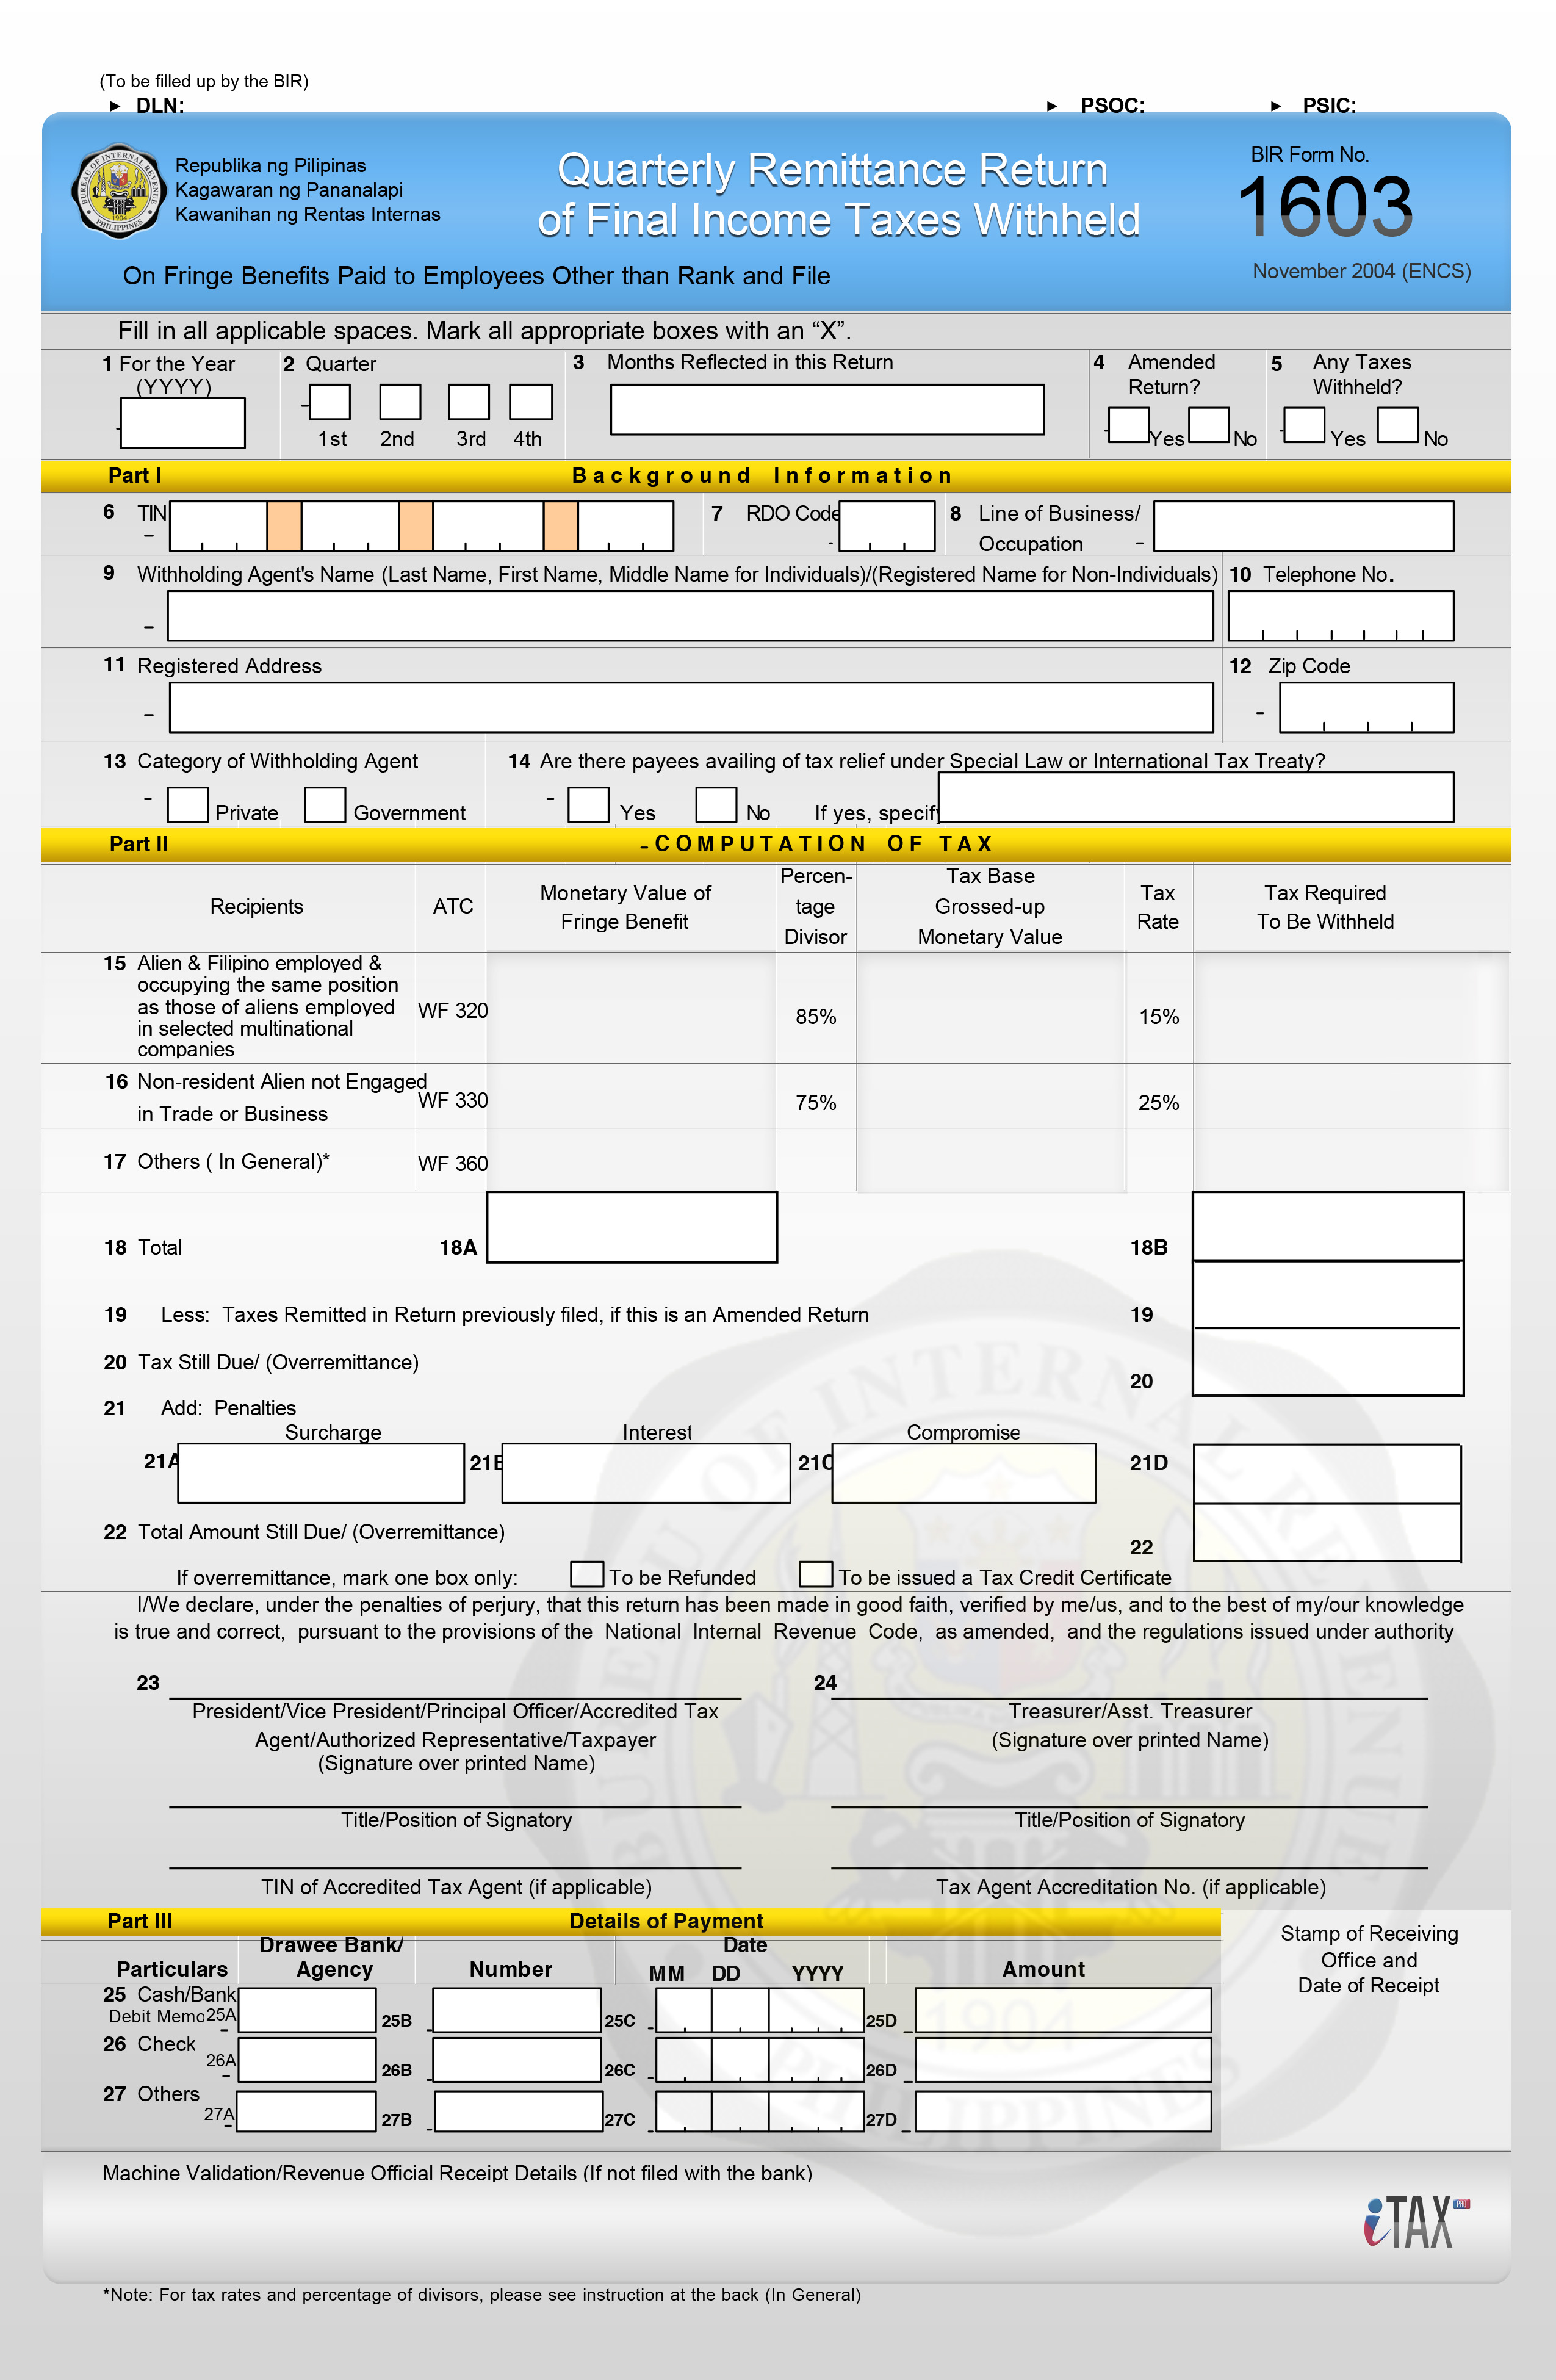 (To be filled up by the BIR)
► DLN: ► PSOC: ► PSIC:
BUREAU OF INTERNAL REVENUE
1904
PHILIPPINES
Republika ng Pilipinas
Kagawaran ng Pananalapi
Kawanihan ng Rentas Internas
Quarterly Remittance Return
of Final Income Taxes Withheld
On Fringe Benefits Paid to Employees Other than Rank and File
BIR Form No.
1603
November 2004 (ENCS)
Fill in all applicable spaces. Mark all appropriate boxes with an “X”.
1 For the Year
(YYYY)
2 Quarter
1st 2nd 3rd 4th
3 Months Reflected in this Return
4 Amended
Return?
Yes No
5 Any Taxes
Withheld?
Yes No
Part I Background Information
6 TIN
7 RDO Code
8 Line of Business/
Occupation
9 Withholding Agent's Name (Last Name, First Name, Middle Name for Individuals)/(Registered Name for Non-Individuals)
10 Telephone No.
11 Registered Address
12 Zip Code
13 Category of Withholding Agent
Private Government
14 Are there payees availing of tax relief under Special Law or International Tax Treaty?
Yes No If yes, specify
Part II - COMPUTATION OF TAX
Recipients
ATC
Monetary Value of
Fringe Benefit
Percen-
tage
Divisor
Tax Base
Grossed-up
Monetary Value
Tax
Rate
Tax Required
To Be Withheld
15 Alien & Filipino employed &
occupying the same position
as those of aliens employed
in selected multinational
companies
WF 320 85% 15%
16 Non-resident Alien not Engaged
in Trade or Business
WF 330 75% 25%
17 Others ( In General)* WF 360
18 Total 18A 18B
19 Less: Taxes Remitted in Return previously filed, if this is an Amended Return 19
20 Tax Still Due/ (Overremittance) 20
21 Add: Penalties
Surcharge Interest Compromise
21A 21B 21C 21D
22 Total Amount Still Due/ (Overremittance) 22
If overremittance, mark one box only: To be Refunded To be issued a Tax Credit Certificate
I/We declare, under the penalties of perjury, that this return has been made in good faith, verified by me/us, and to the best of my/our knowledge
is true and correct, pursuant to the provisions of the National Internal Revenue Code, as amended, and the regulations issued under authority
23
President/Vice President/Principal Officer/Accredited Tax
Agent/Authorized Representative/Taxpayer
(Signature over printed Name)
24
Treasurer/Asst. Treasurer
(Signature over printed Name)
Title/Position of Signatory Title/Position of Signatory
TIN of Accredited Tax Agent (if applicable) Tax Agent Accreditation No. (if applicable)
Part III Details of Payment
Particulars
Drawee Bank/
Agency
Number
Date
MM DD YYYY
Amount
Stamp of Receiving
Office and
Date of Receipt
25 Cash/Bank
Debit Memo 25A 25B 25C 25D
26 Check
26A 26B 26C 26D
27 Others
27A 27B 27C 27D
BUREAU OF INTERNAL REVENUE
1904
PHILIPPINES
Machine Validation/Revenue Official Receipt Details (If not filed with the bank)
iTAX PRO
*Note: For tax rates and percentage of divisors, please see instruction at the back (In General)